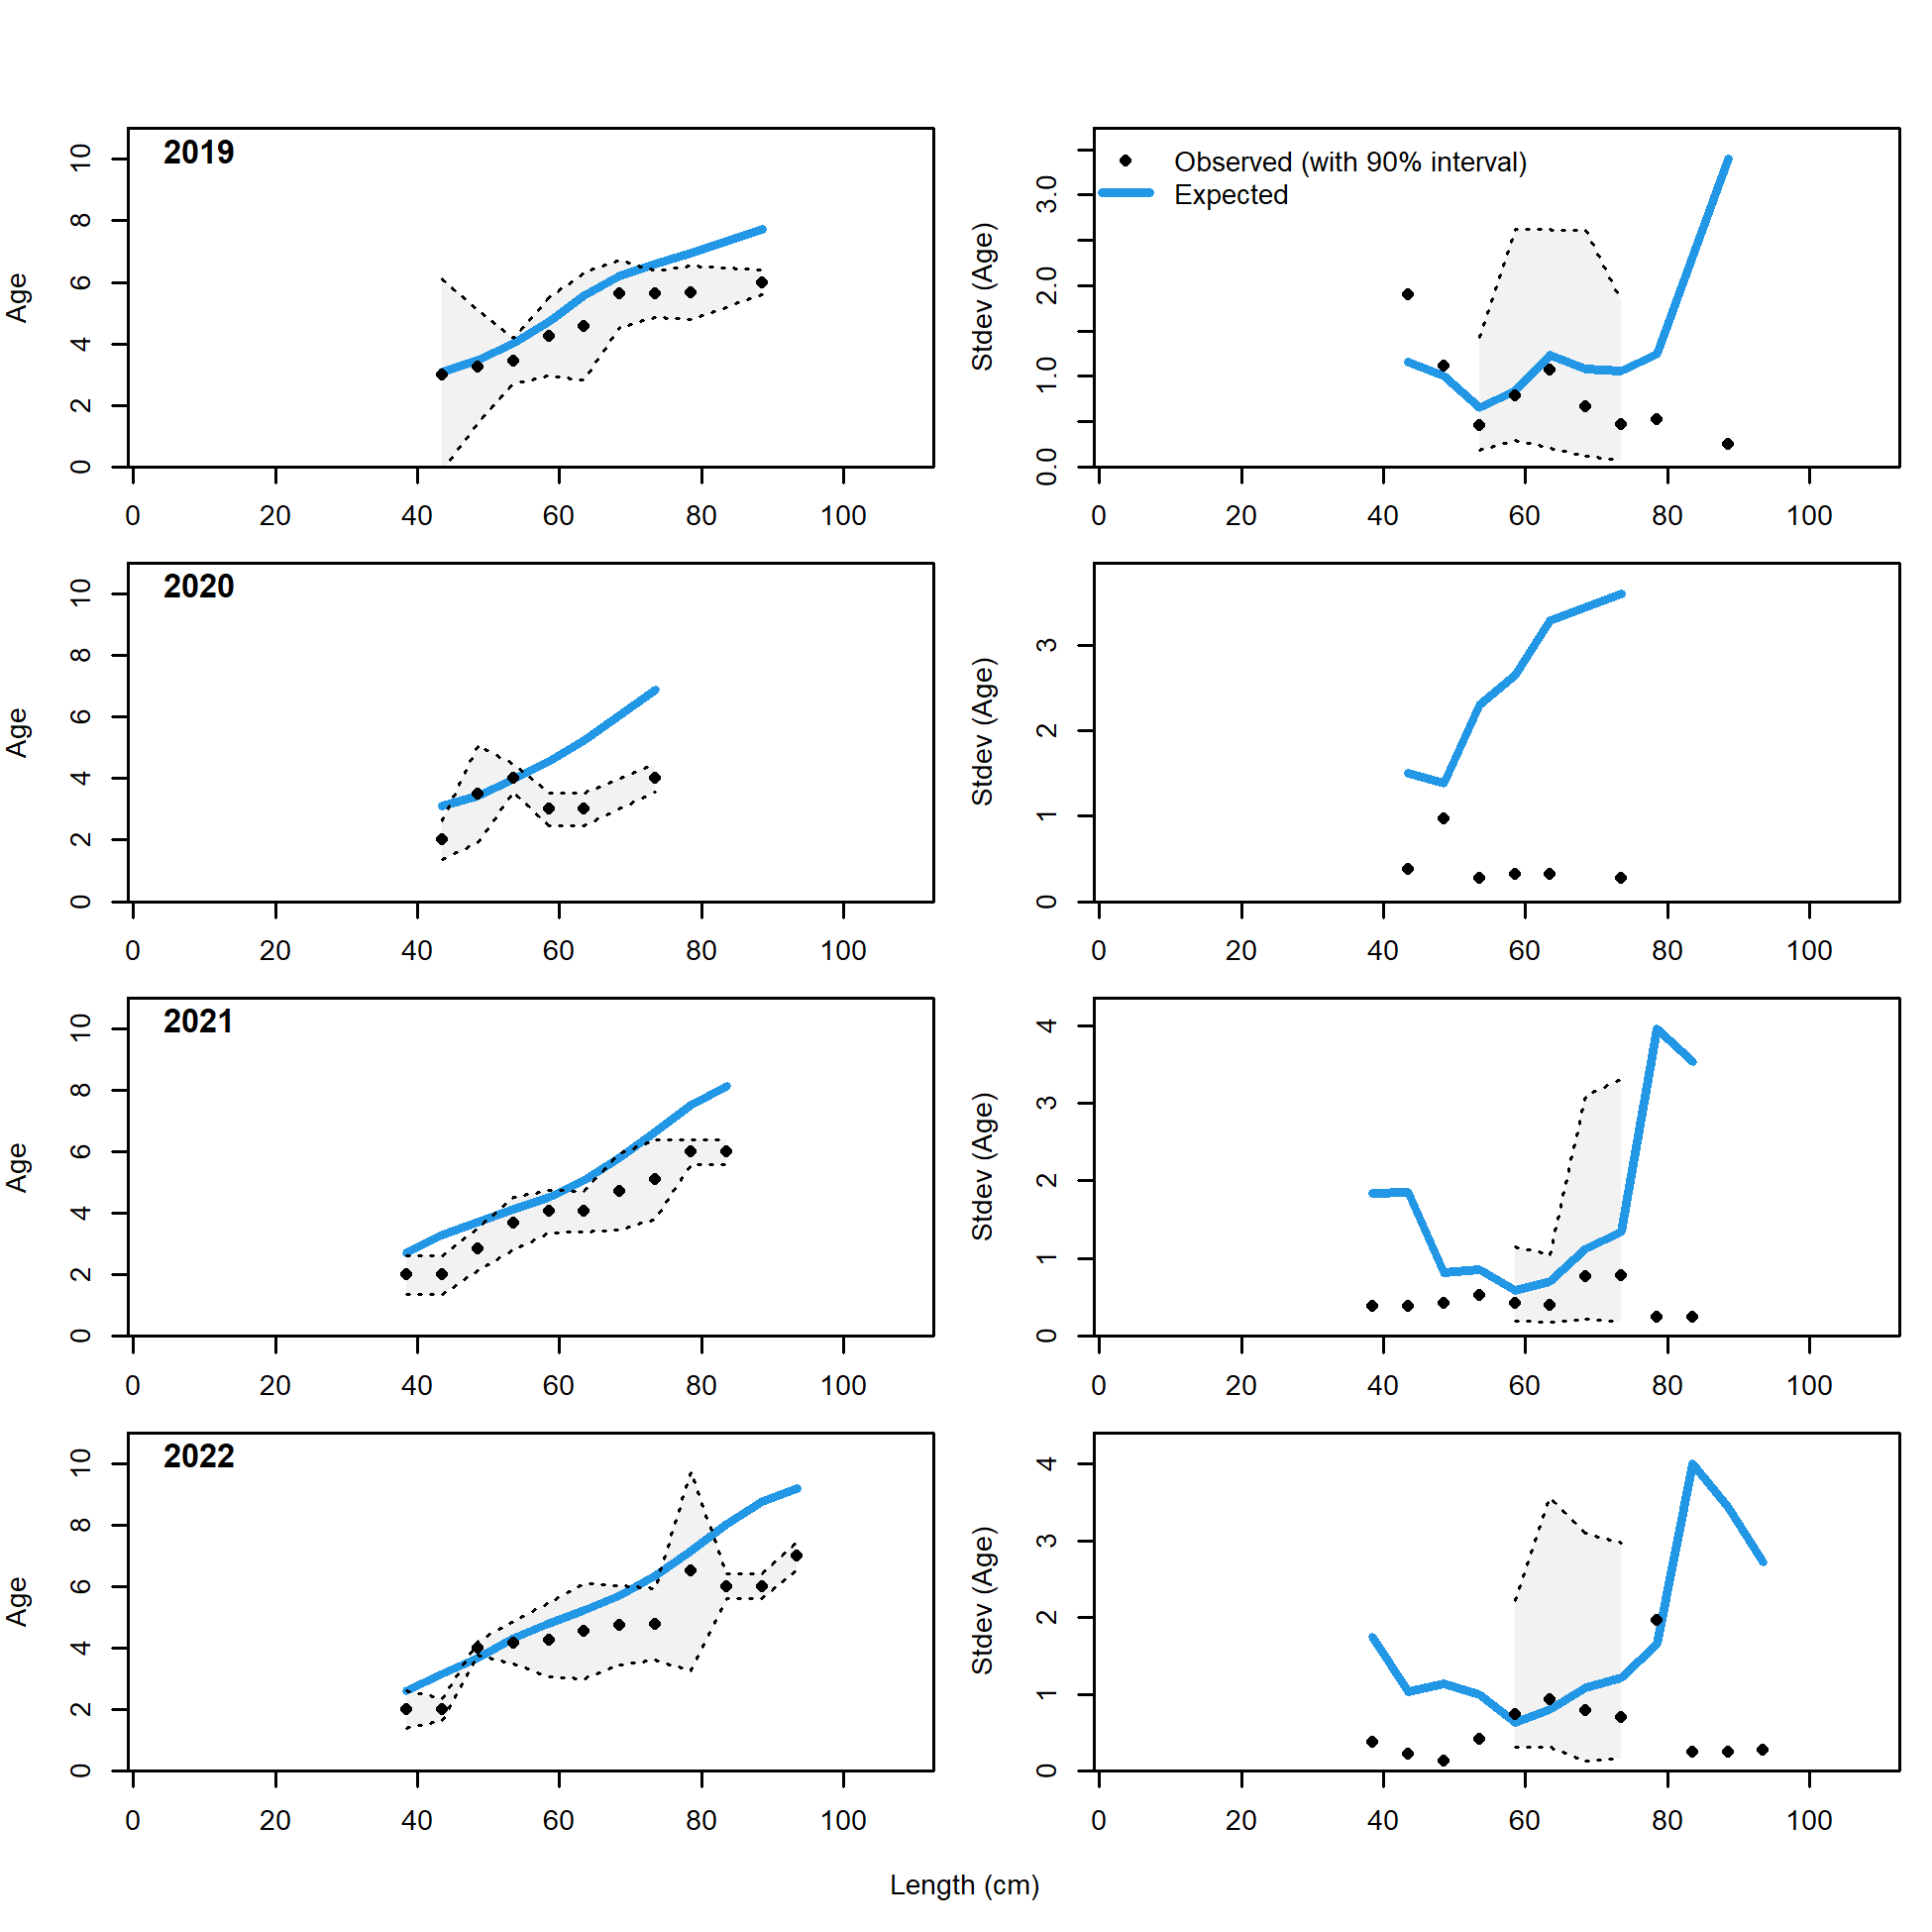 2019
Age
0 2 4 6 8 10
0 20 40 60 80 100
Observed (with 90% interval)
Expected
Stdev (Age)
0.0 1.0 2.0 3.0
0 20 40 60 80 100
2020
Age
0 2 4 6 8 10
0 20 40 60 80 100
Stdev (Age)
0 1 2 3
0 20 40 60 80 100
2021
Age
0 2 4 6 8 10
0 20 40 60 80 100
Stdev (Age)
0 1 2 3 4
0 20 40 60 80 100
2022
Age
0 2 4 6 8 10
0 20 40 60 80 100
Stdev (Age)
0 1 2 3 4
0 20 40 60 80 100
Length (cm)